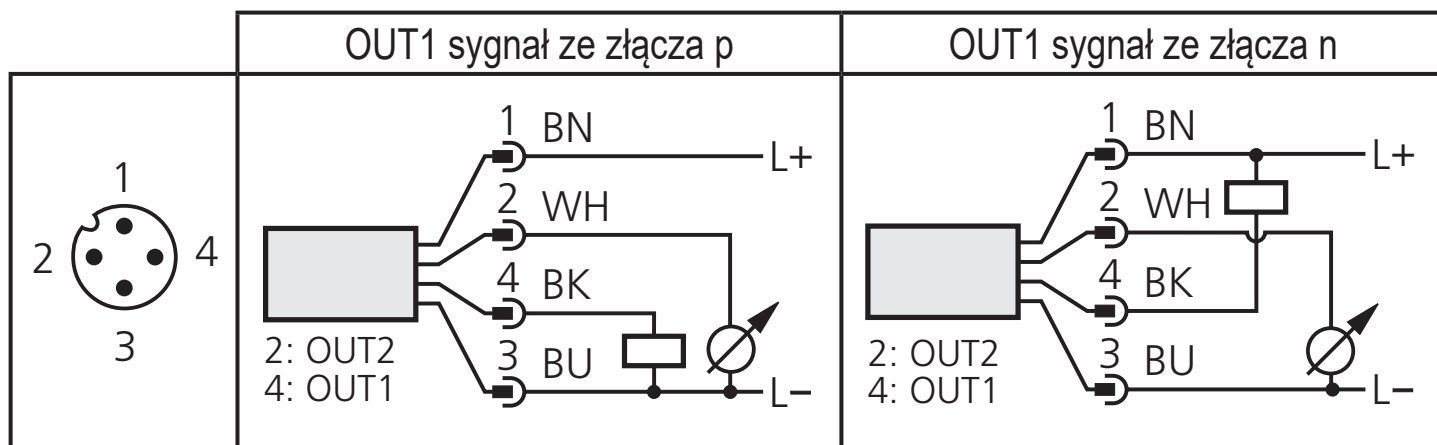 OUT1 sygnał ze złącza p
OUT1 sygnał ze złącza n
1
2
4
3
1 BN
L+
2 WH
4 BK
3 BU
L−
2: OUT2
4: OUT1
1 BN
L+
2 WH
4 BK
3 BU
L−
2: OUT2
4: OUT1